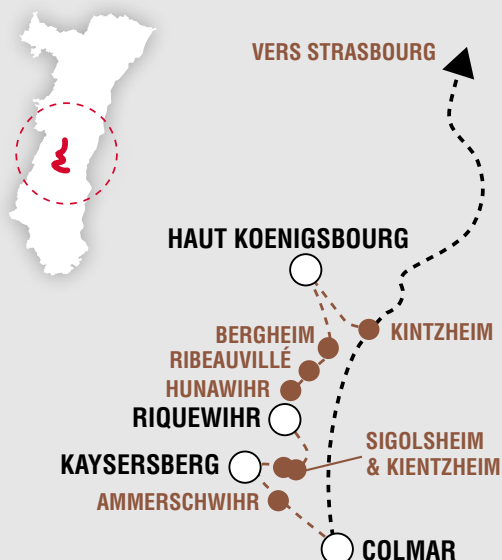 VERS STRASBOURG
HAUT KOENIGSBOURG
BERGHEIM
KINTZHEIM
RIBEAUVILLÉ
HUNAWIHR
RIQUEWIHR
SIGOLSHEIM
& KIENTZHEIM
KAYSERSBERG
AMMERSCHWIHR
COLMAR